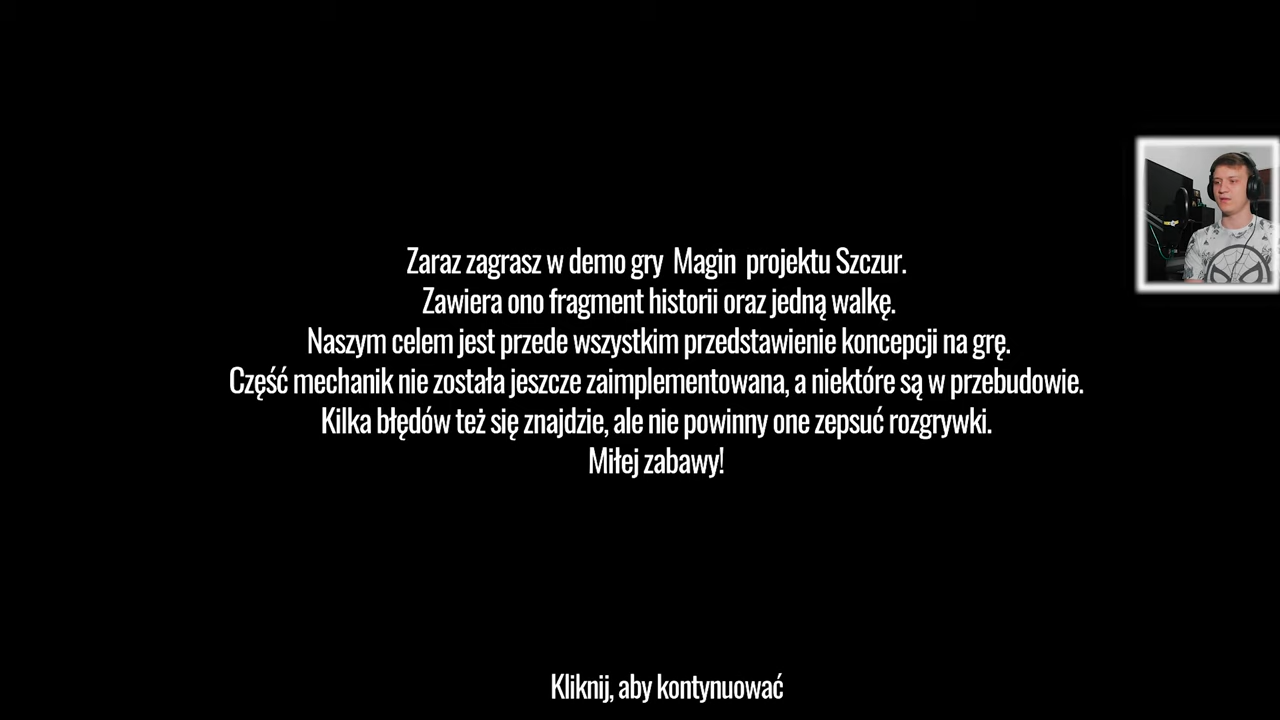 Zaraz zagrasz w demo gry Magin projektu Szczur.
Zawiera ono fragment historii oraz jedną walkę.
Naszym celem jest przede wszystkim przedstawienie koncepcji na grę.
Część mechanik nie została jeszcze zaimplementowana, a niektóre są w przebudowie.
Kilka błędów też się znajdzie, ale nie powinny one zepsuć rozgrywki.
Miłej zabawy!
Kliknij, aby kontynuować